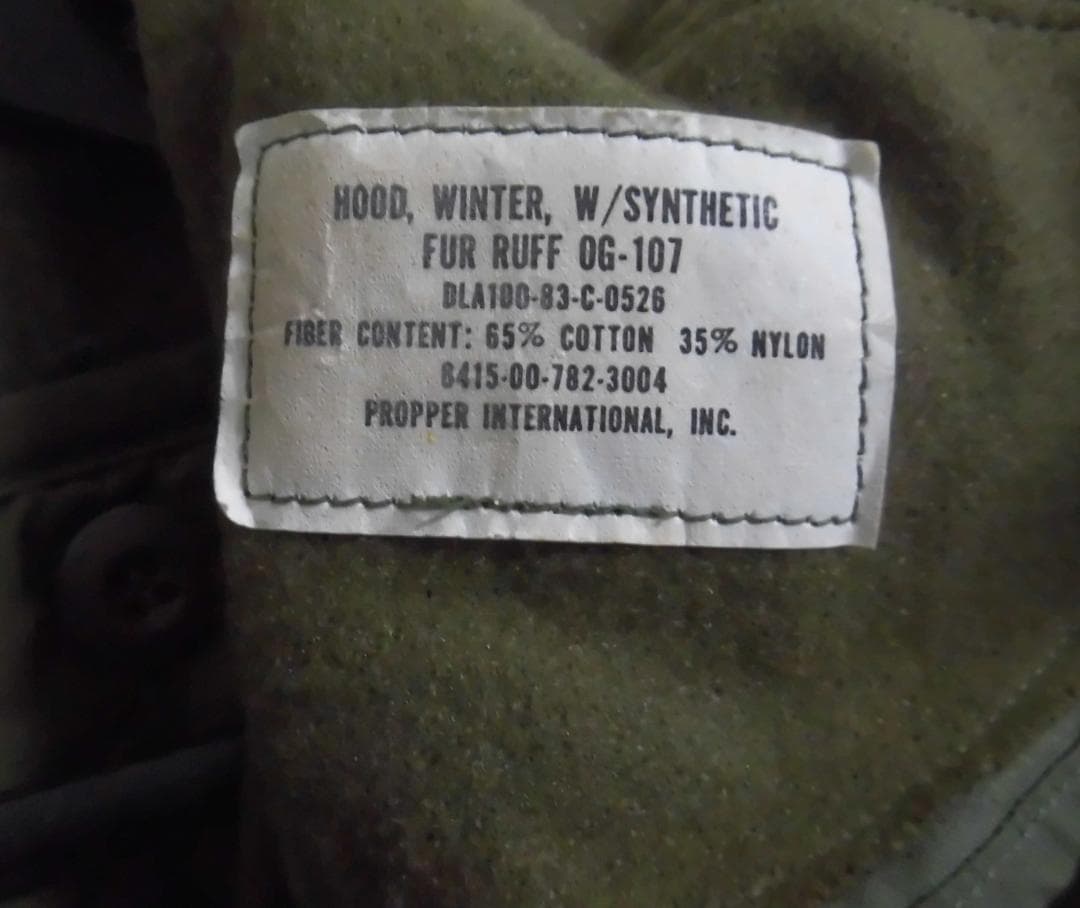 HOOD, WINTER, W/SYNTHETIC
FUR RUFF OG-107
DLA100-83-C-0526
FIBER CONTENT: 65% COTTON 35% NYLON
8415-00-782-3004
PROPPER INTERNATIONAL, INC.